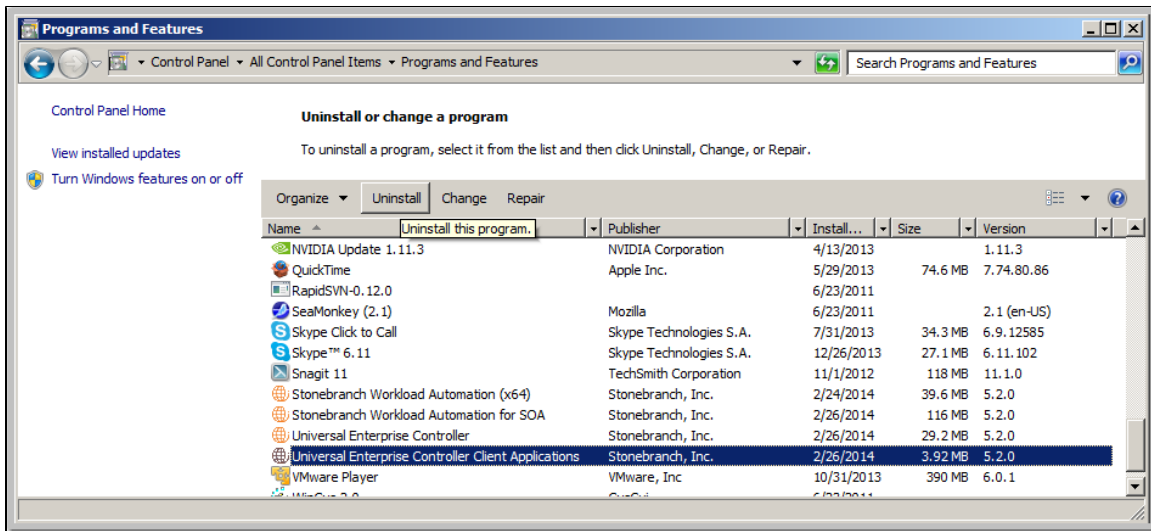 Programs and Features
Control Panel All Control Panel Items Programs and Features Search Programs and Features
Control Panel Home
Uninstall or change a program
View installed updates
To uninstall a program, select it from the list and then click Uninstall, Change, or Repair.
Turn Windows features on or off
Organize Uninstall Change Repair
Uninstall this program.
Name Publisher Install... Size Version
NVIDIA Update 1.11.3 NVIDIA Corporation 4/13/2013 1.11.3
QuickTime Apple Inc. 5/29/2013 74.6 MB 7.74.80.86
RapidSVN-0.12.0 6/23/2011
SeaMonkey (2.1) Mozilla 6/23/2011 2.1 (en-US)
Skype Click to Call Skype Technologies S.A. 7/31/2013 34.3 MB 6.9.12585
Skype™ 6.11 Skype Technologies S.A. 12/26/2013 27.1 MB 6.11.102
Snagit 11 TechSmith Corporation 11/1/2012 118 MB 11.1.0
Stonebranch Workload Automation (x64) Stonebranch, Inc. 2/24/2014 39.6 MB 5.2.0
Stonebranch Workload Automation for SOA Stonebranch, Inc. 2/26/2014 116 MB 5.2.0
Universal Enterprise Controller Stonebranch, Inc. 2/26/2014 29.2 MB 5.2.0
Universal Enterprise Controller Client Applications Stonebranch, Inc. 2/26/2014 3.92 MB 5.2.0
VMware Player VMware, Inc 10/31/2013 390 MB 6.0.1